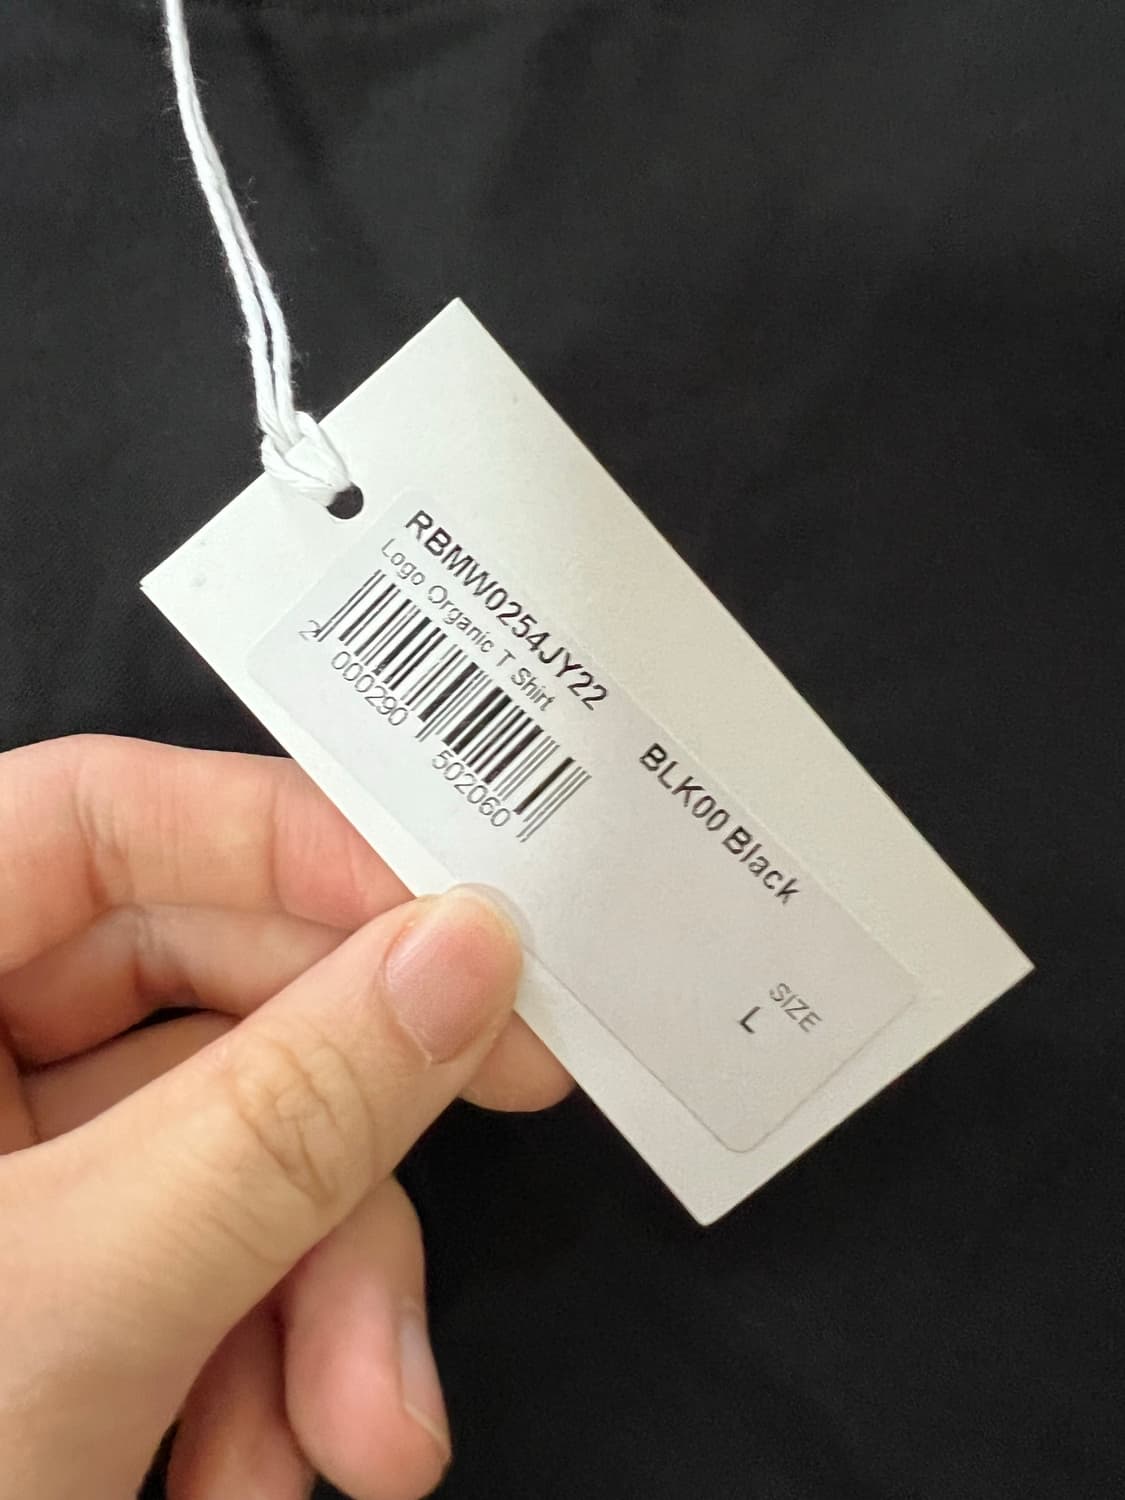 RBMW0254JY22
Logo Organic T Shirt
2 000290 502060
BLK00 Black
SIZE
L